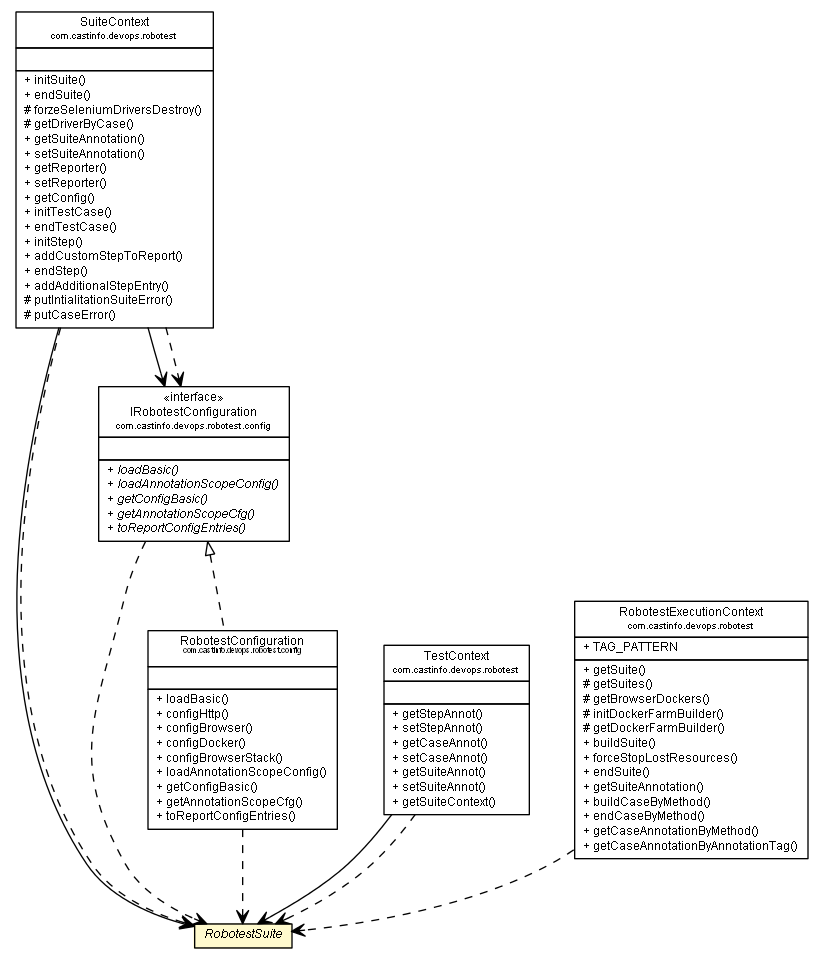 SuiteContext
com.castinfo.devops.robotest
+ initSuite()
+ endSuite()
# forzeSeleniumDriversDestroy()
# getDriverByCase()
+ getSuiteAnnotation()
+ setSuiteAnnotation()
+ getReporter()
+ setReporter()
+ getConfig()
+ initTestCase()
+ endTestCase()
+ initStep()
+ addCustomStepToReport()
+ endStep()
+ addAdditionalStepEntry()
# putIntialitationSuiteError()
# putCaseError()
«interface»
IRobotestConfiguration
com.castinfo.devops.robotest.config
+ loadBasic()
+ loadAnnotationScopeConfig()
+ getConfigBasic()
+ getAnnotationScopeCfg()
+ toReportConfigEntries()
RobotestConfiguration
com.castinfo.devops.robotest.config
+ loadBasic()
+ configHttp()
+ configBrowser()
+ configDocker()
+ configBrowserStack()
+ loadAnnotationScopeConfig()
+ getConfigBasic()
+ getAnnotationScopeCfg()
+ toReportConfigEntries()
TestContext
com.castinfo.devops.robotest
+ getStepAnnot()
+ setStepAnnot()
+ getCaseAnnot()
+ setCaseAnnot()
+ getSuiteAnnot()
+ setSuiteAnnot()
+ getSuiteContext()
RobotestExecutionContext
com.castinfo.devops.robotest
+ TAG_PATTERN
+ getSuite()
# getSuites()
# getBrowserDockers()
# initDockerFarmBuilder()
# getDockerFarmBuilder()
+ buildSuite()
+ forceStopLostResources()
+ endSuite()
+ getSuiteAnnotation()
+ buildCaseByMethod()
+ endCaseByMethod()
+ getCaseAnnotationByMethod()
+ getCaseAnnotationByAnnotationTag()
RobotestSuite